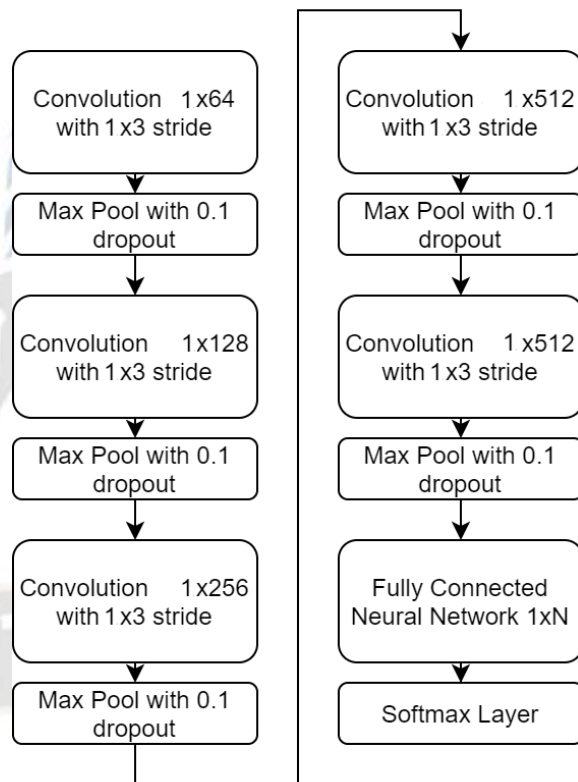 Convolution 1x64
with 1x3 stride
Max Pool with 0.1
dropout
Convolution 1x128
with 1x3 stride
Max Pool with 0.1
dropout
Convolution 1x256
with 1x3 stride
Max Pool with 0.1
dropout
Convolution 1x512
with 1x3 stride
Max Pool with 0.1
dropout
Convolution 1x512
with 1x3 stride
Max Pool with 0.1
dropout
Fully Connected
Neural Network 1xN
Softmax Layer